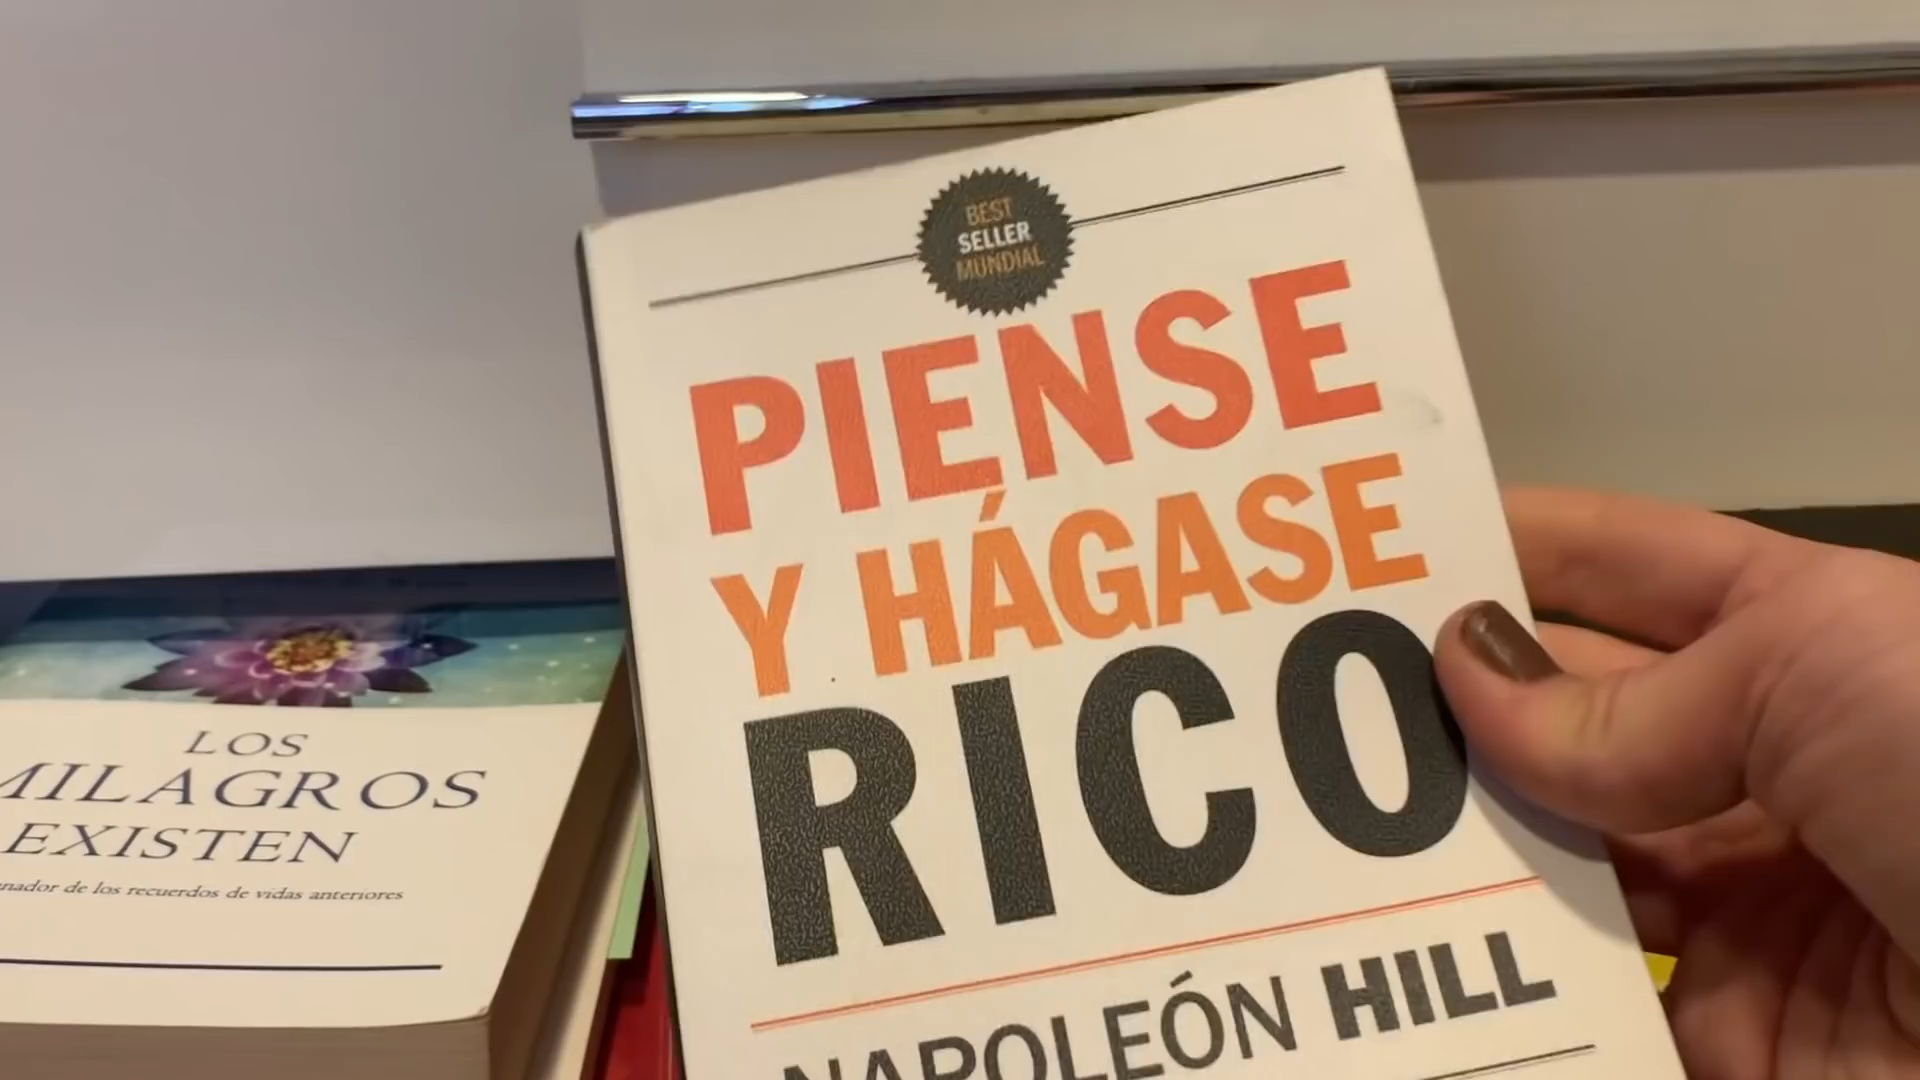 BEST
SELLER
MUNDIAL
PIENSE
Y HÁGASE
RICO
NAPOLEÓN HILL
LOS
MILAGROS
EXISTEN
de los recuerdos de vidas anteriores